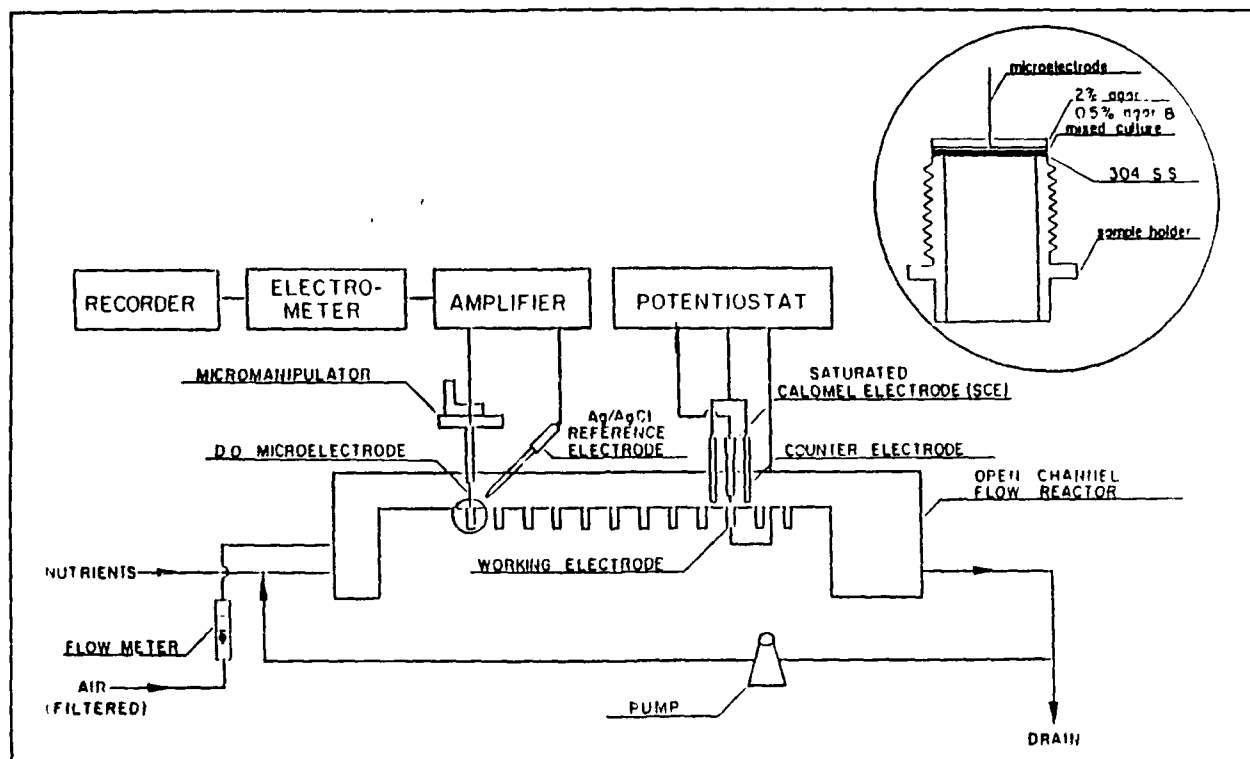 microelectrode
2% agar
0.5% agar &
mixed culture
304 S S
sample holder
RECORDER
ELECTRO-
METER
AMPLIFIER
POTENTIOSTAT
MICROMANIPULATOR
SATURATED
CALOMEL ELECTRODE (SCE)
Ag/AgCl
REFERENCE
ELECTRODE
D.O. MICROELECTRODE
COUNTER ELECTRODE
OPEN CHANNEL
FLOW REACTOR
WORKING ELECTRODE
NUTRIENTS
FLOW METER
AIR
(FILTERED)
PUMP
DRAIN